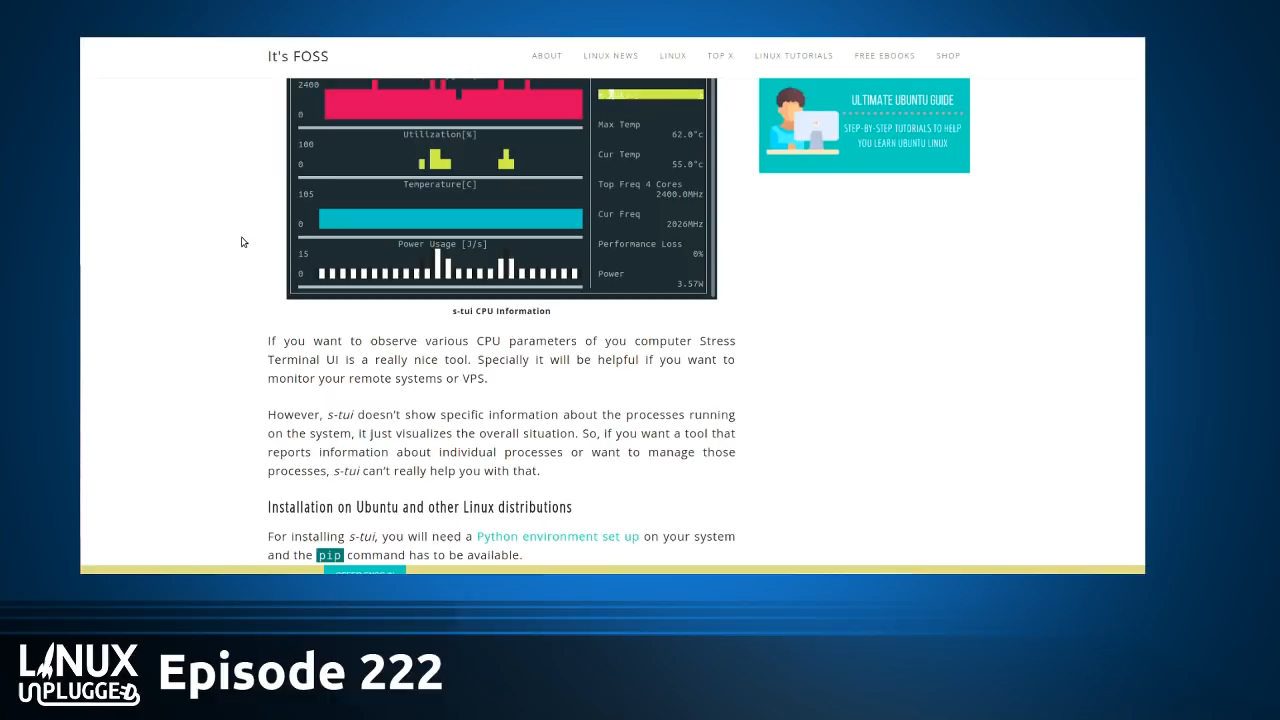 It's FOSS
ABOUT
LINUX NEWS
LINUX
TOP X
LINUX TUTORIALS
FREE EBOOKS
SHOP
2400
0
Utilization[%]
100
0
Temperature[C]
105
0
Power Usage [J/s]
15
0
Max Temp
62.0°c
Cur Temp
55.0°c
Top Freq 4 Cores
2400.0MHz
Cur Freq
2026MHz
Performance Loss
0%
Power
3.57W
ULTIMATE UBUNTU GUIDE
STEP-BY-STEP TUTORIALS TO HELP
YOU LEARN UBUNTU LINUX
s-tui CPU Information
If you want to observe various CPU parameters of you computer Stress
Terminal UI is a really nice tool. Specially it will be helpful if you want to
monitor your remote systems or VPS.
However, s-tui doesn't show specific information about the processes running
on the system, it just visualizes the overall situation. So, if you want a tool that
reports information about individual processes or want to manage those
processes, s-tui can't really help you with that.
Installation on Ubuntu and other Linux distributions
For installing s-tui, you will need a Python environment set up on your system
and the pip command has to be available.
LINUX
UNPLUGGED
Episode 222